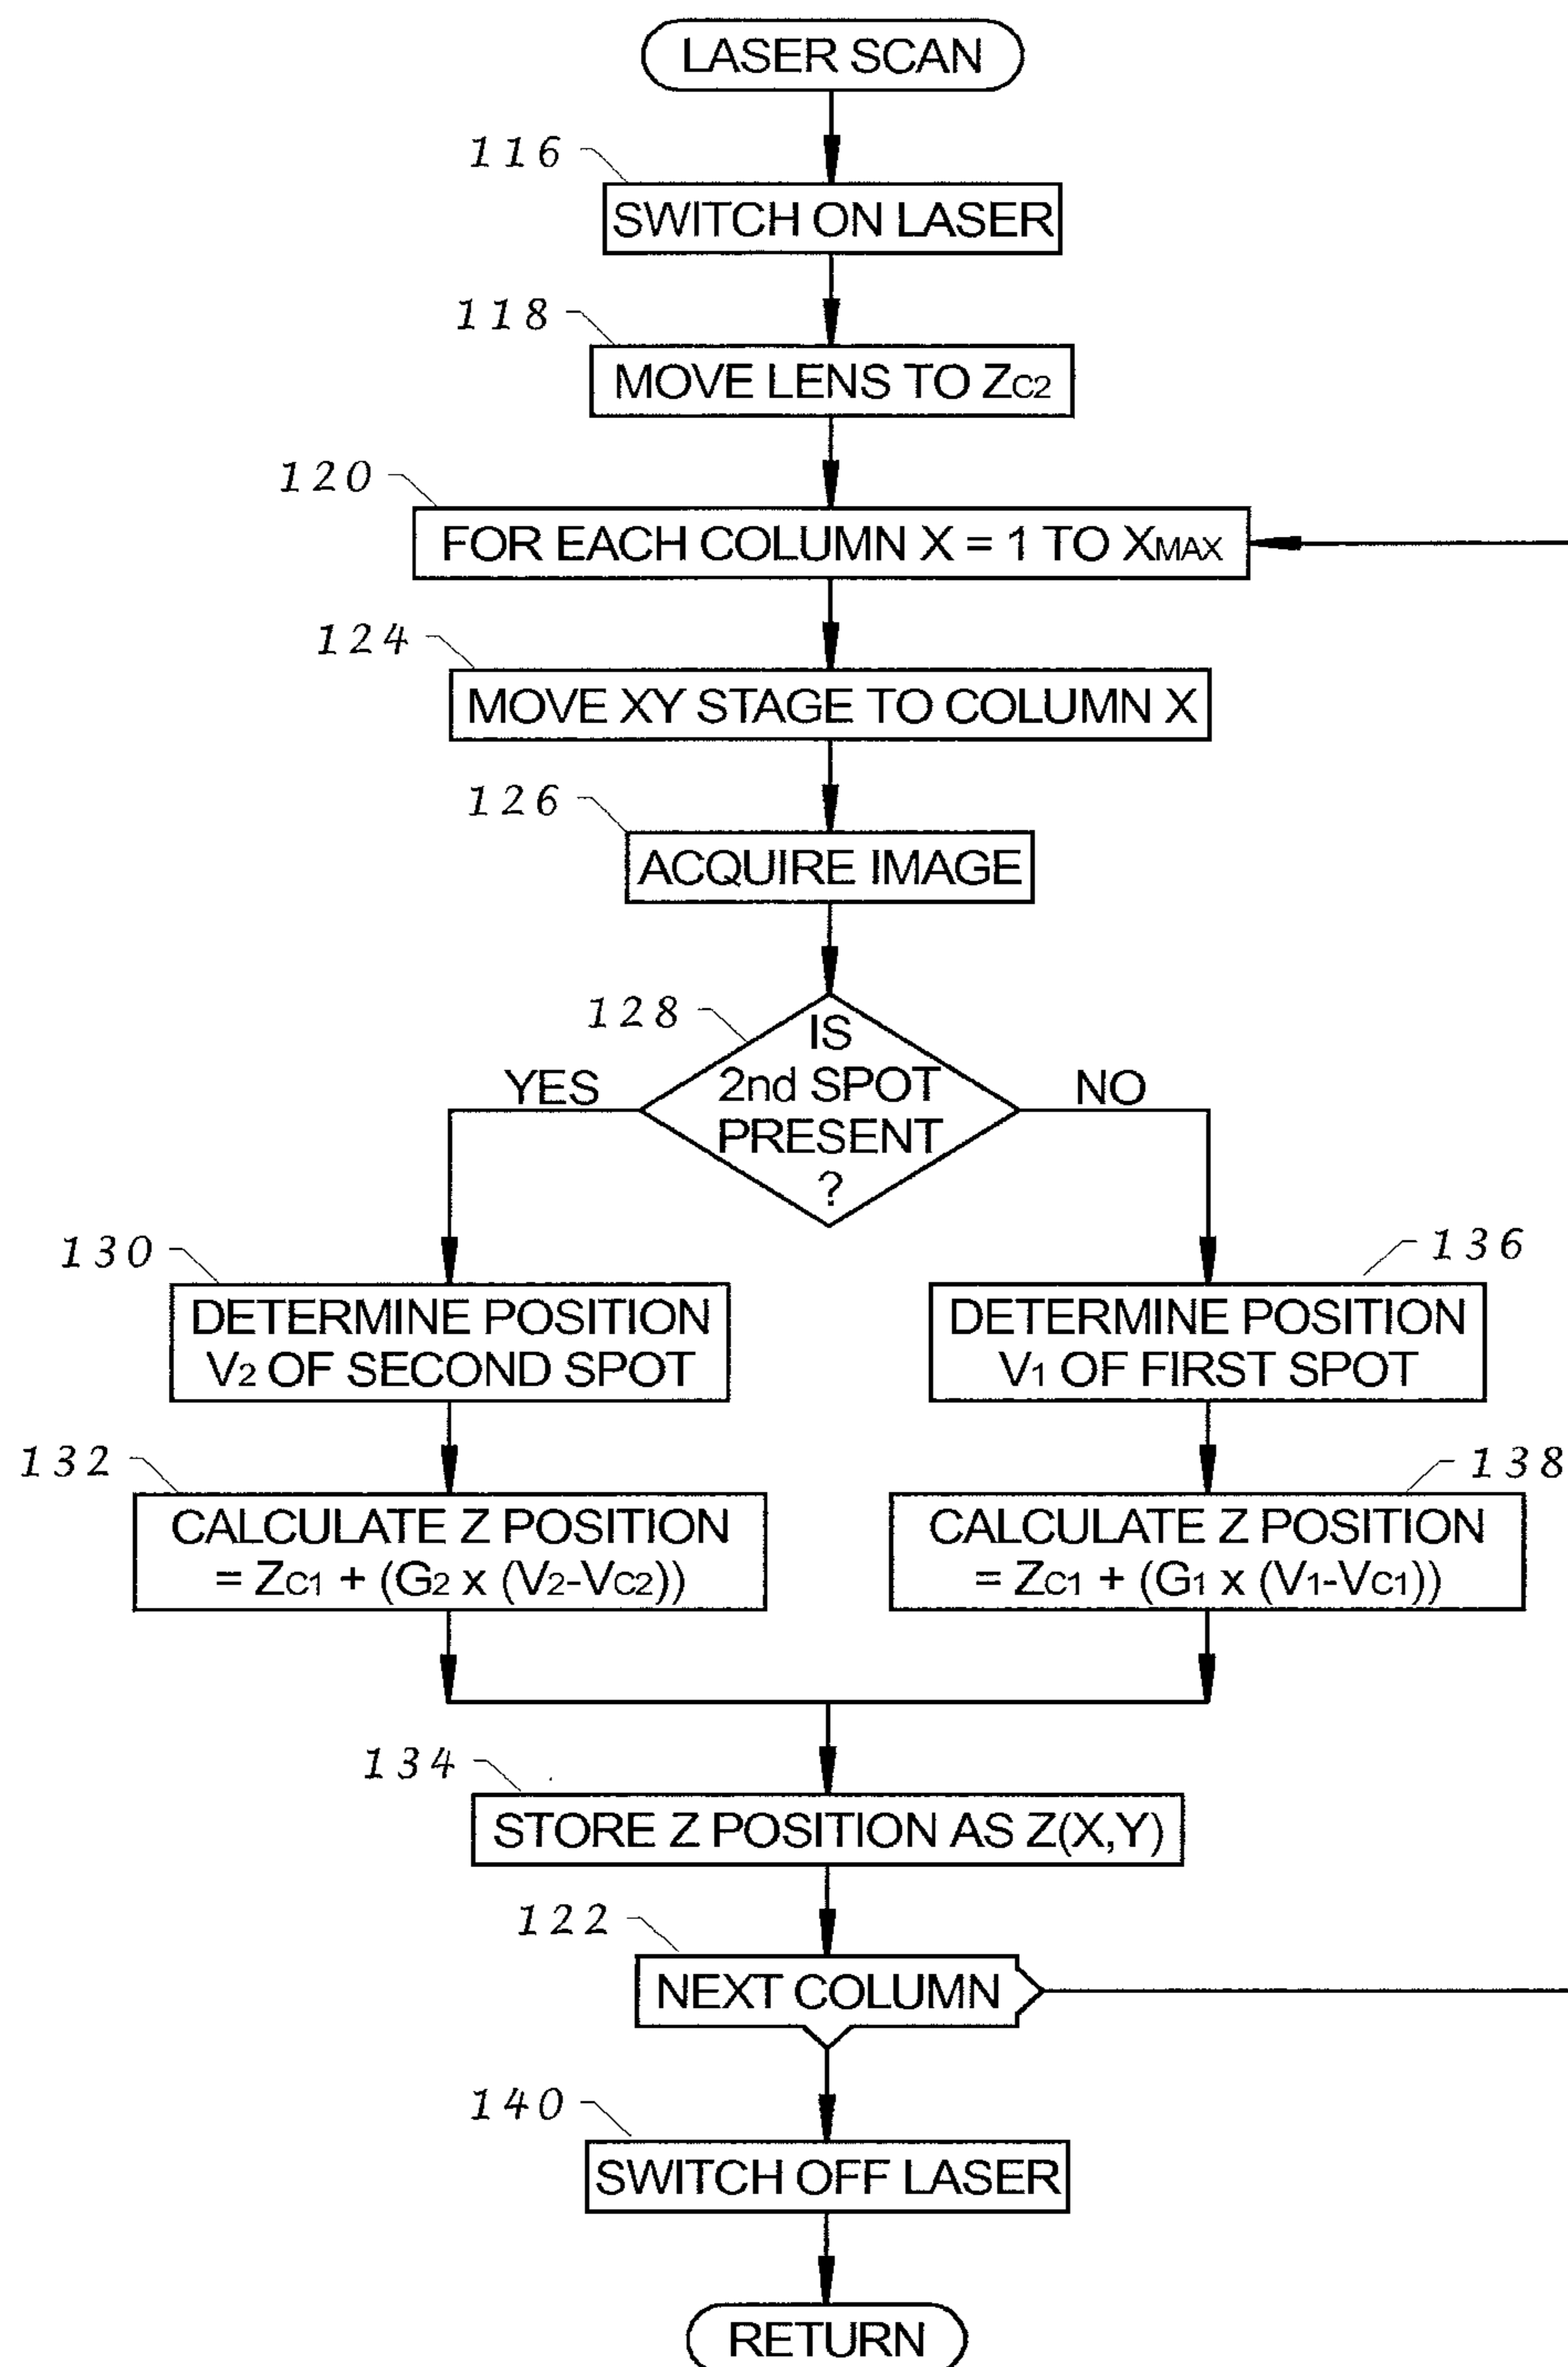 LASER SCAN
116
SWITCH ON LASER
118
MOVE LENS TO ZC2
120
FOR EACH COLUMN X = 1 TO XMAX
124
MOVE XY STAGE TO COLUMN X
126
ACQUIRE IMAGE
128
IS
2nd SPOT
PRESENT
?
YES
NO
130
DETERMINE POSITION
V2 OF SECOND SPOT
136
DETERMINE POSITION
V1 OF FIRST SPOT
132
CALCULATE Z POSITION
= ZC1 + (G2 x (V2-VC2))
138
CALCULATE Z POSITION
= ZC1 + (G1 x (V1-VC1))
134
STORE Z POSITION AS Z(X,Y)
122
NEXT COLUMN
140
SWITCH OFF LASER
RETURN